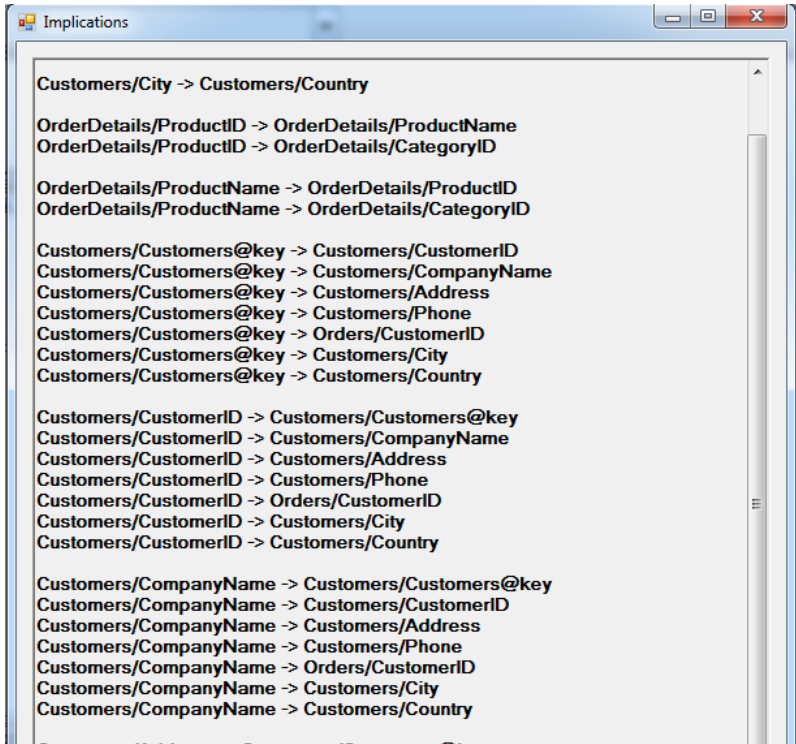 Implications
Customers/City -> Customers/Country
OrderDetails/ProductID -> OrderDetails/ProductName
OrderDetails/ProductID -> OrderDetails/CategoryID
OrderDetails/ProductName -> OrderDetails/ProductID
OrderDetails/ProductName -> OrderDetails/CategoryID
Customers/Customers@key -> Customers/CustomerID
Customers/Customers@key -> Customers/CompanyName
Customers/Customers@key -> Customers/Address
Customers/Customers@key -> Customers/Phone
Customers/Customers@key -> Orders/CustomerID
Customers/Customers@key -> Customers/City
Customers/Customers@key -> Customers/Country
Customers/CustomerID -> Customers/Customers@key
Customers/CustomerID -> Customers/CompanyName
Customers/CustomerID -> Customers/Address
Customers/CustomerID -> Customers/Phone
Customers/CustomerID -> Orders/CustomerID
Customers/CustomerID -> Customers/City
Customers/CustomerID -> Customers/Country
Customers/CompanyName -> Customers/Customers@key
Customers/CompanyName -> Customers/CustomerID
Customers/CompanyName -> Customers/Address
Customers/CompanyName -> Customers/Phone
Customers/CompanyName -> Orders/CustomerID
Customers/CompanyName -> Customers/City
Customers/CompanyName -> Customers/Country